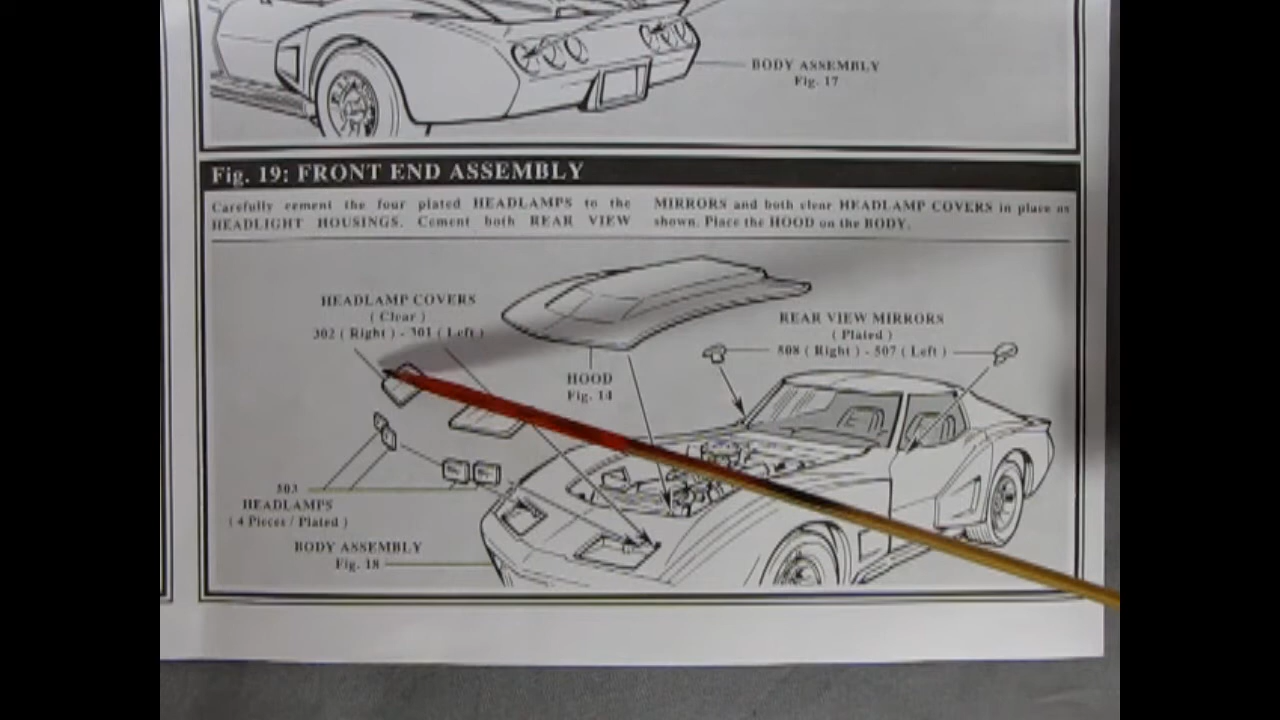 BODY ASSEMBLY
Fig. 17
Fig. 19: FRONT END ASSEMBLY
Carefully cement the four plated HEADLAMPS to the
HEADLIGHT HOUSINGS. Cement both REAR VIEW
MIRRORS and both clear HEADLAMP COVERS in place as
shown. Place the HOOD on the BODY.
HEADLAMP COVERS
( Clear )
302 ( Right ) - 301 ( Left )
REAR VIEW MIRRORS
( Plated )
508 ( Right ) - 507 ( Left )
HOOD
Fig. 14
503
HEADLAMPS
( 4 Pieces / Plated )
BODY ASSEMBLY
Fig. 18